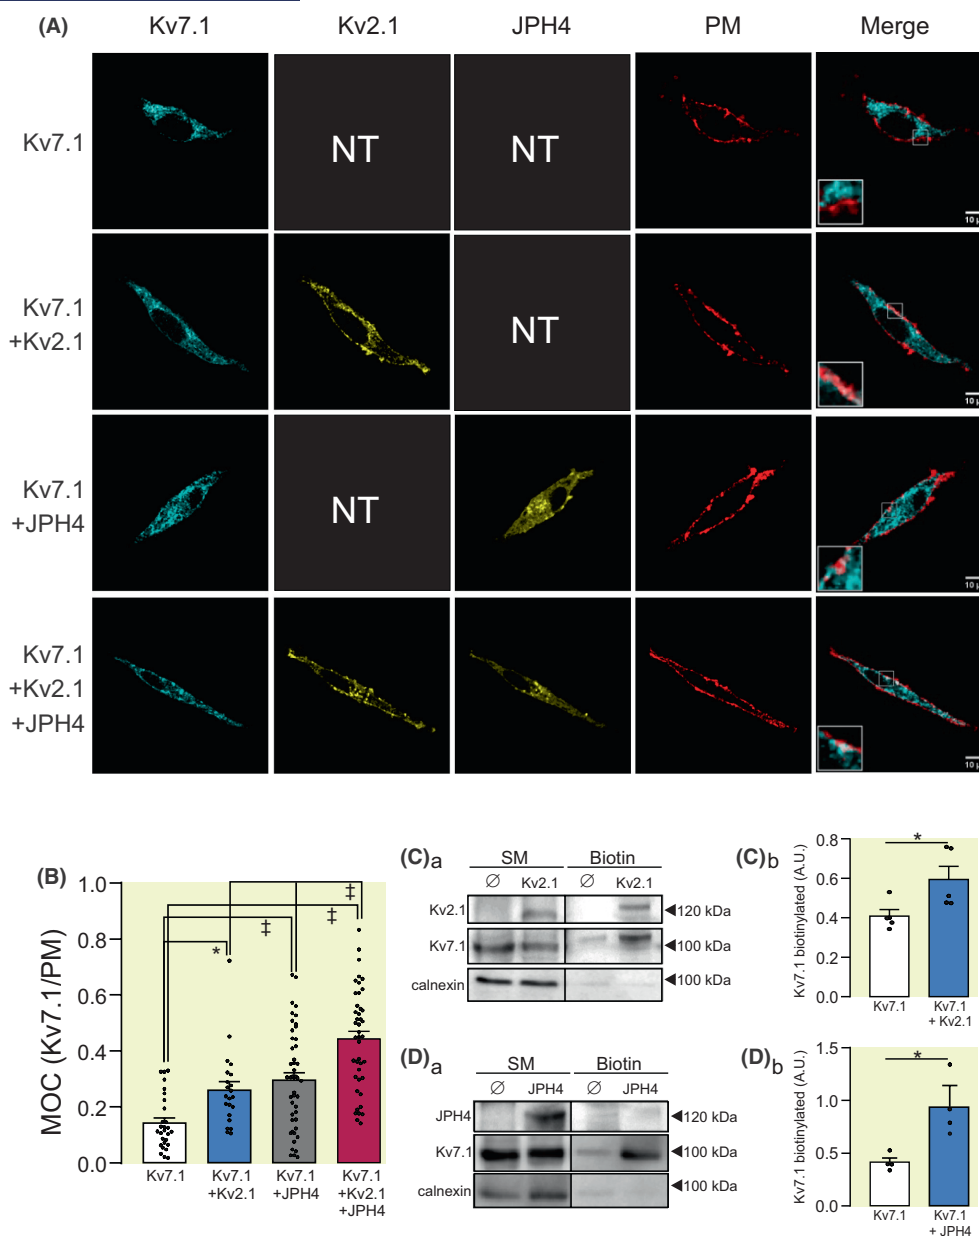 (A) Kv7.1 Kv2.1 JPH4 PM Merge
Kv7.1 NT NT
10 µ
Kv7.1
+Kv2.1
NT
10 µ
Kv7.1
+JPH4
NT
10 µ
Kv7.1
+Kv2.1
+JPH4
10 µ
(B)
MOC (Kv7.1/PM)
1.0
0.8
0.6
0.4
0.2
0.0
* ‡ ‡ ‡
Kv7.1 Kv7.1 Kv7.1 Kv7.1
+Kv2.1 +JPH4 +Kv2.1
+JPH4
(C)a
SM Biotin
∅ Kv2.1 ∅ Kv2.1
Kv2.1 ◀120 kDa
Kv7.1 ◀100 kDa
calnexin ◀100 kDa
(C)b
Kv7.1 biotinylated (A.U.)
0.8
0.6
0.4
0.2
0.0
*
Kv7.1 Kv7.1
+ Kv2.1
(D)a
SM Biotin
∅ JPH4 ∅ JPH4
JPH4 ◀120 kDa
Kv7.1 ◀100 kDa
calnexin ◀100 kDa
(D)b
Kv7.1 biotinylated (A.U.)
1.5
1.0
0.5
0.0
*
Kv7.1 Kv7.1
+ JPH4